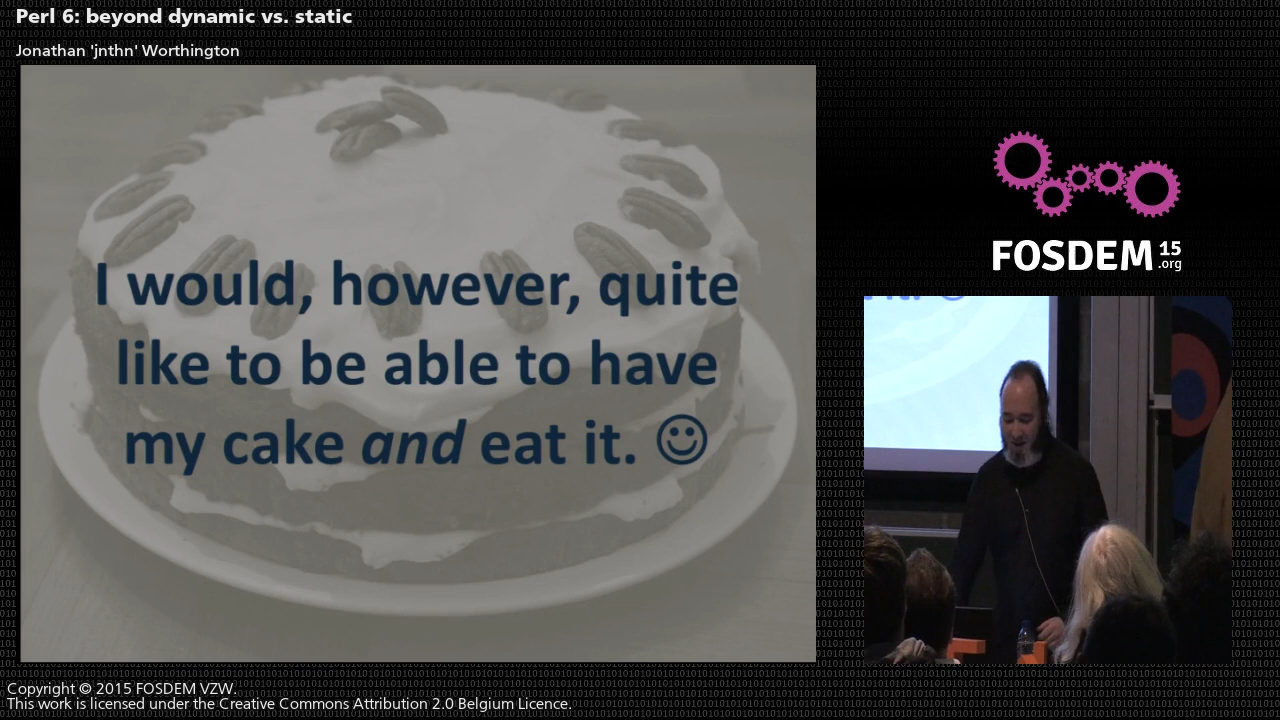 Perl 6: beyond dynamic vs. static
Jonathan 'jnthn' Worthington
I would, however, quite
like to be able to have
my cake and eat it. ☺
FOSDEM 15
.org
Copyright © 2015 FOSDEM VZW.
This work is licensed under the Creative Commons Attribution 2.0 Belgium Licence.